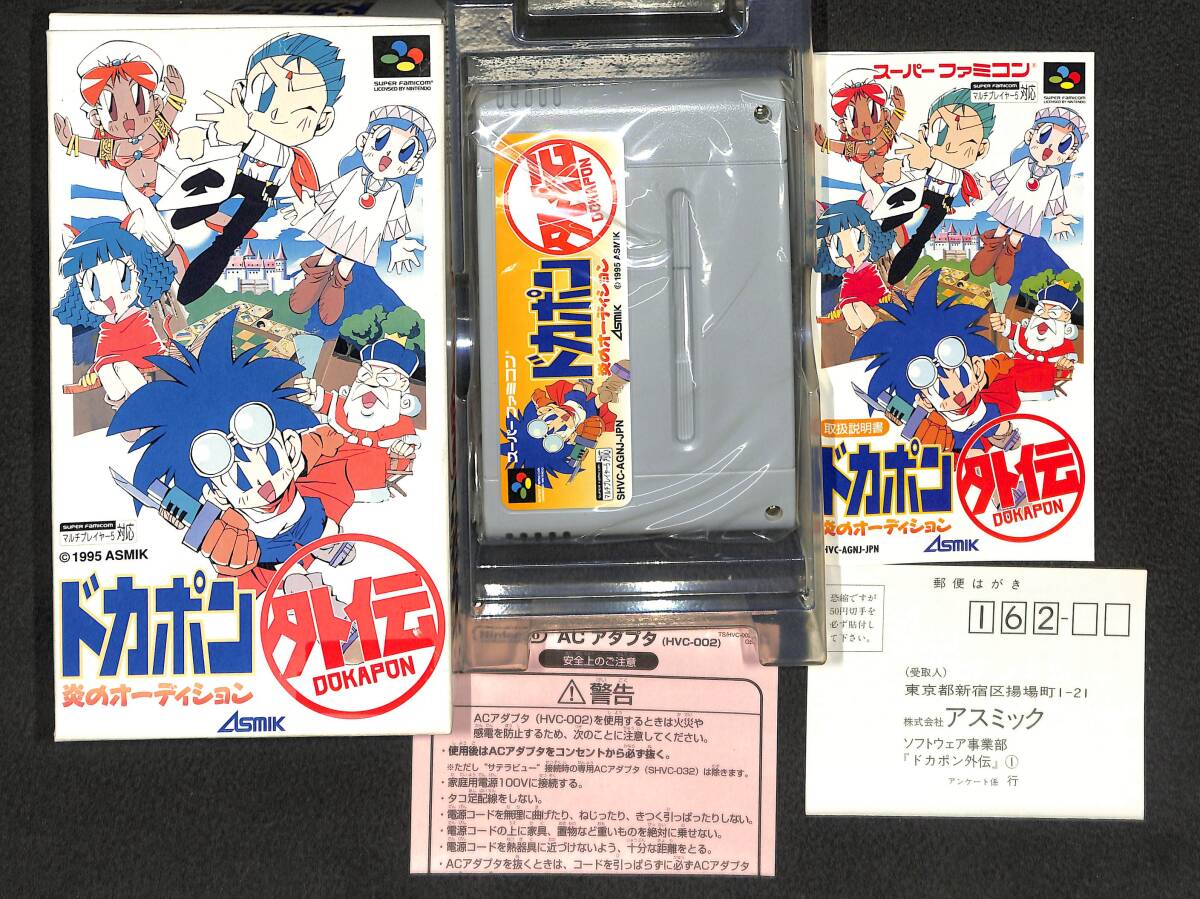 SUPER FAMICOM®
LICENSED BY NINTENDO
SUPER FAMICOM
マルチプレイヤー5 対応
©1995 ASMIK
ドカポン
外伝
DOKAPON
炎のオーディション
ASMIK
外伝
DOKAPON
スーパーファミコン®
ドカポン
炎のオーディション
ASMIK
© 1995 ASMIK
マルチプレイヤー5 対応
SHVC-AGNJ-JPN
スーパーファミコン®
SUPER FAMICOM
マルチプレイヤー5 対応
SUPER FAMICOM®
LICENSED BY NINTENDO
取扱説明書
ドカポン
外伝
DOKAPON
炎のオーディション
HVC-AGNJ-JPN
ASMIK
AC アダプタ (HVC-002)
安全上のご注意
⚠警告
ACアダプタ(HVC-002)を使用するときは火災や
感電を防止するため、次のことに注意してください。
・使用後はACアダプタをコンセントから必ず抜く。
※ただし“サテラビュー”接続時の専用ACアダプタ(SHVC-032)は除きます。
・家庭用電源100Vに接続する。
・タコ足配線をしない。
・電源コードを無理に曲げたり、ねじったり、きつく引っぱったりしない。
・電源コードの上に家具、置物など重いものを絶対に乗せない。
・電源コードを熱器具に近づけないよう、十分な距離をとる。
・ACアダプタを抜くときは、コードを引っぱらずに必ずACアダプタ
郵便はがき
恐縮ですが
50円切手を
必ず貼付し
て下さい。
162-
(受取人)
東京都新宿区揚場町1-21
株式会社 アスミック
ソフトウェア事業部
『ドカポン外伝』①
アンケート係 行